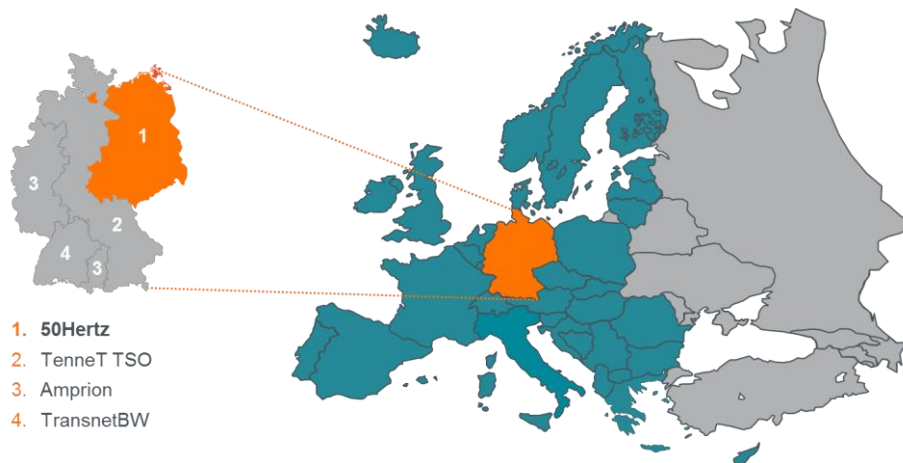 1
3
2
4
3
1. 50Hertz
2. TenneT TSO
3. Amprion
4. TransnetBW